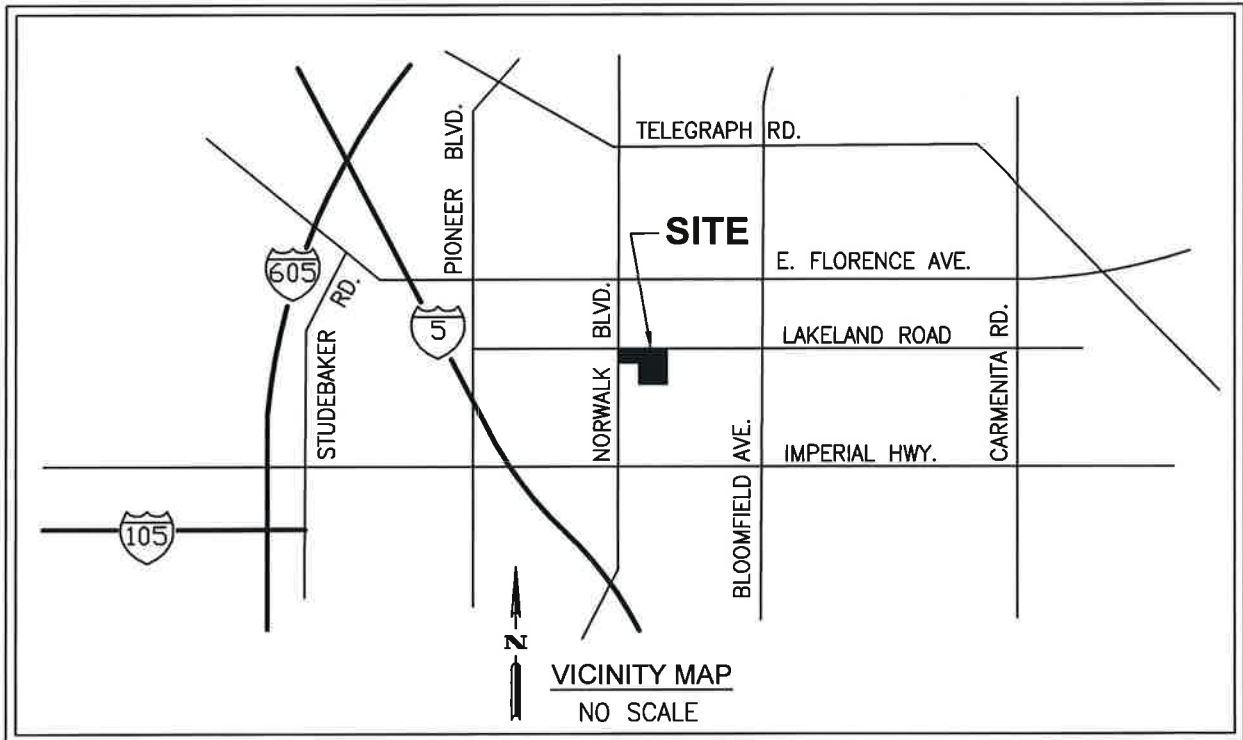 TELEGRAPH RD.
PIONEER BLVD.
SITE
605
STUDEBAKER RD.
5
E. FLORENCE AVE.
NORWALK BLVD.
LAKELAND ROAD
CARMENITA RD.
BLOOMFIELD AVE.
IMPERIAL HWY.
105
N
VICINITY MAP
NO SCALE